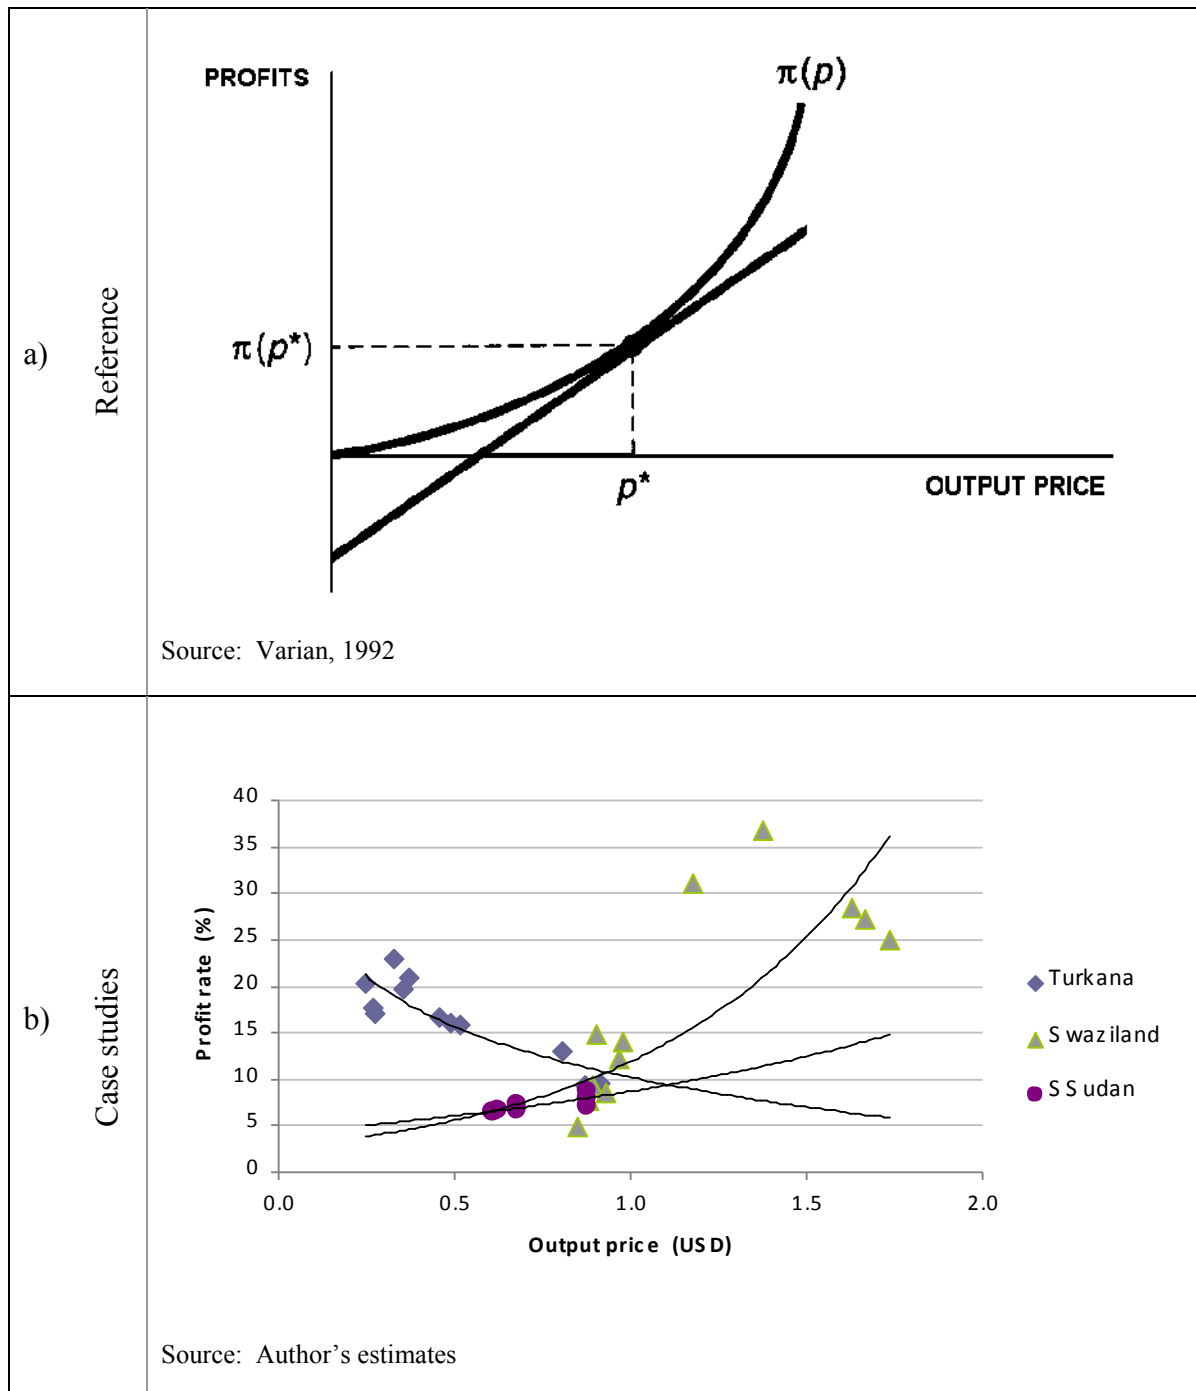 a)
Reference
PROFITS
π(p)
π(p*)
p*
OUTPUT PRICE
Source: Varian, 1992
b)
Case studies
Profit rate (%)
40
35
30
25
20
15
10
5
0
0.0 0.5 1.0 1.5 2.0
Output price (USD)
Turkana
Swaziland
S Sudan
Source: Author's estimates